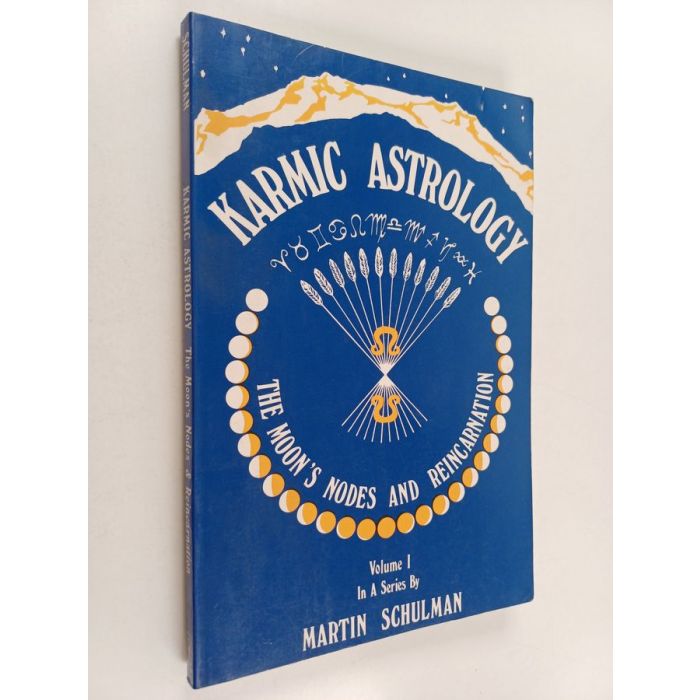 KARMIC ASTROLOGY
♈♉♊♋♌♍♎♏♐♑♒♓
THE MOON'S NODES AND REINCARNATION
Volume I
In A Series By
MARTIN SCHULMAN
SCHULMAN KARMIC ASTROLOGY The Moon's Nodes & Reincarnation